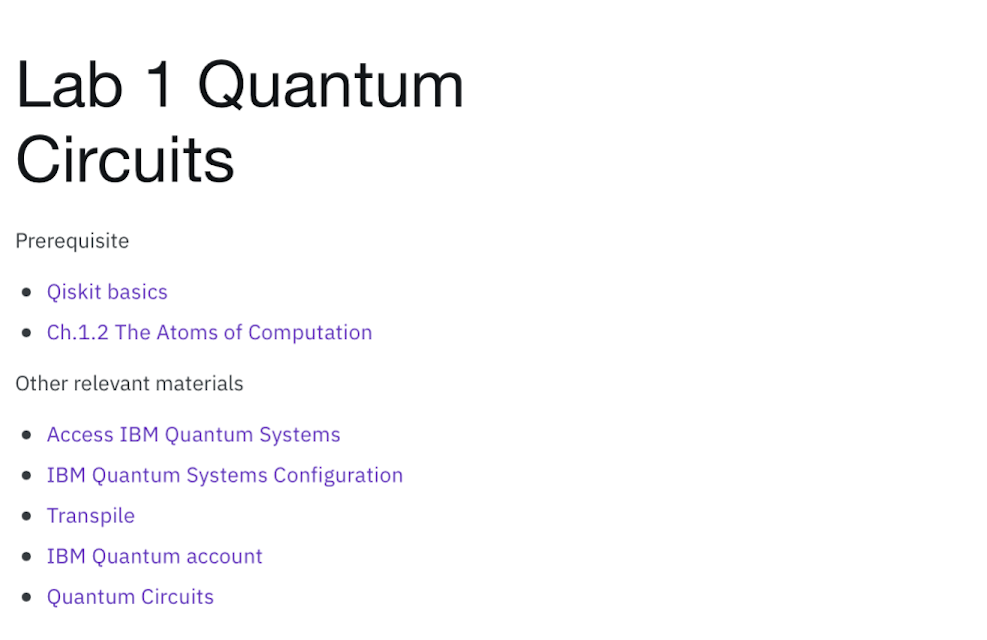 Lab 1 Quantum
Circuits
Prerequisite
Qiskit basics
Ch.1.2 The Atoms of Computation
Other relevant materials
Access IBM Quantum Systems
IBM Quantum Systems Configuration
Transpile
IBM Quantum account
Quantum Circuits